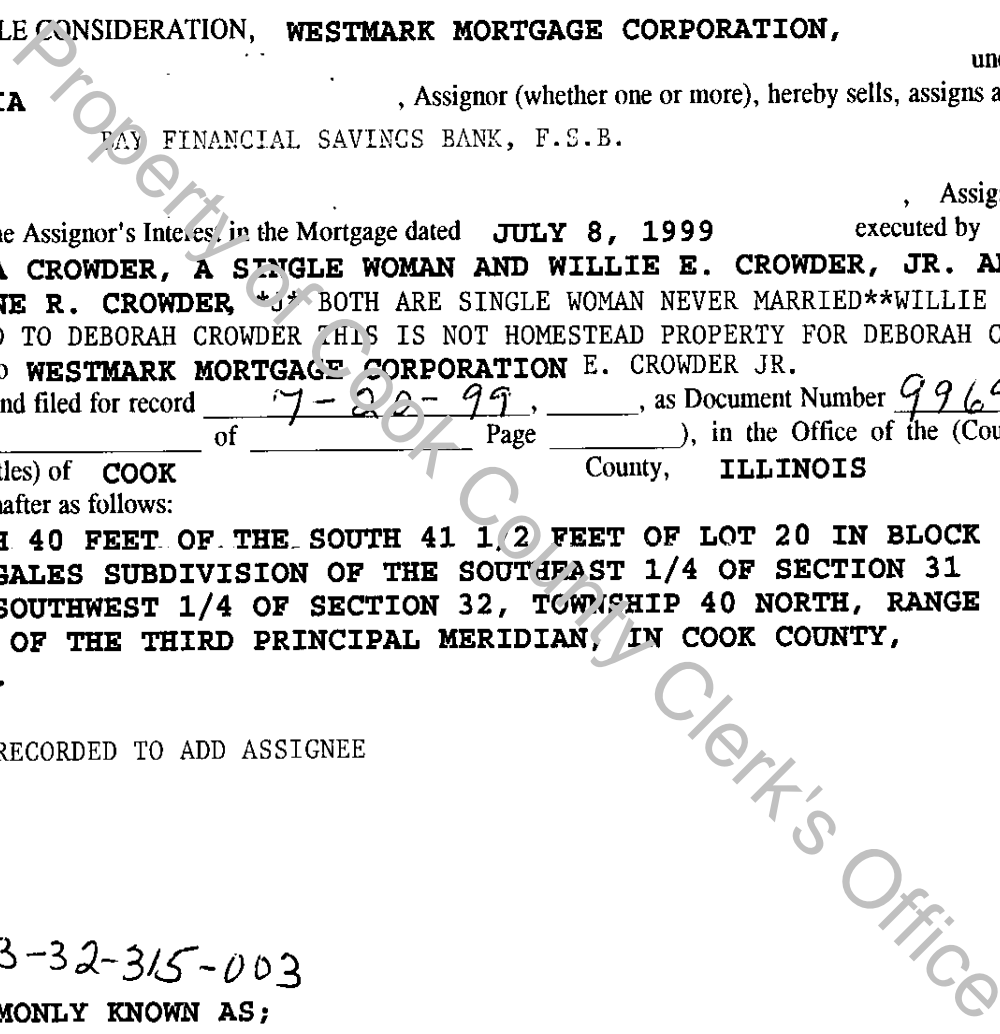 LE CONSIDERATION, WESTMARK MORTGAGE CORPORATION,
und
IA , Assignor (whether one or more), hereby sells, assigns a
BAY FINANCIAL SAVINGS BANK, F.S.B.
, Assig
he Assignor's Interest in the Mortgage dated JULY 8, 1999 executed by
A CROWDER, A SINGLE WOMAN AND WILLIE E. CROWDER, JR. AN
NE R. CROWDER, *J* BOTH ARE SINGLE WOMAN NEVER MARRIED**WILLIE
D TO DEBORAH CROWDER THIS IS NOT HOMESTEAD PROPERTY FOR DEBORAH C
O WESTMARK MORTGAGE CORPORATION E. CROWDER JR.
nd filed for record 7-20-99, ______, as Document Number 9969
of Page ), in the Office of the (Cou
tles) of COOK County, ILLINOIS
nafter as follows:
H 40 FEET OF THE SOUTH 41 1/2 FEET OF LOT 20 IN BLOCK
GALES SUBDIVISION OF THE SOUTHEAST 1/4 OF SECTION 31
SOUTHWEST 1/4 OF SECTION 32, TOWNSHIP 40 NORTH, RANGE
OF THE THIRD PRINCIPAL MERIDIAN, IN COOK COUNTY,
RECORDED TO ADD ASSIGNEE
3-32-315-003
MONLY KNOWN AS;
Property of Cook County Clerk's Office